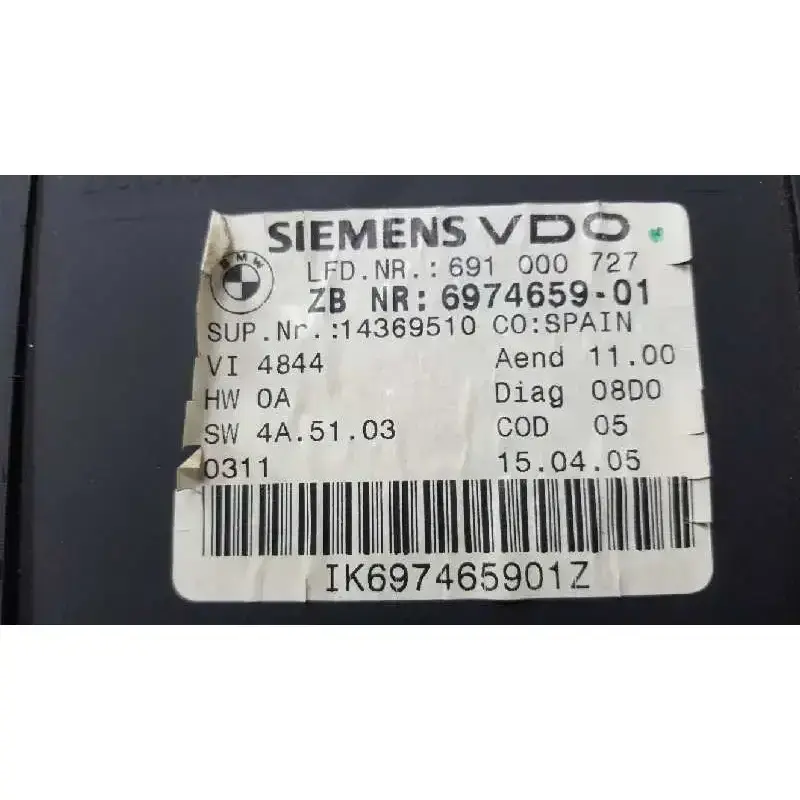 SIEMENS VDO
BMW
LFD.NR.:691 000 727
ZB NR: 6974659-01
SUP.Nr.:14369510 CO:SPAIN
VI 4844 Aend 11.00
HW 0A Diag 08D0
SW 4A.51.03 COD 05
0311 15.04.05
IK697465901Z